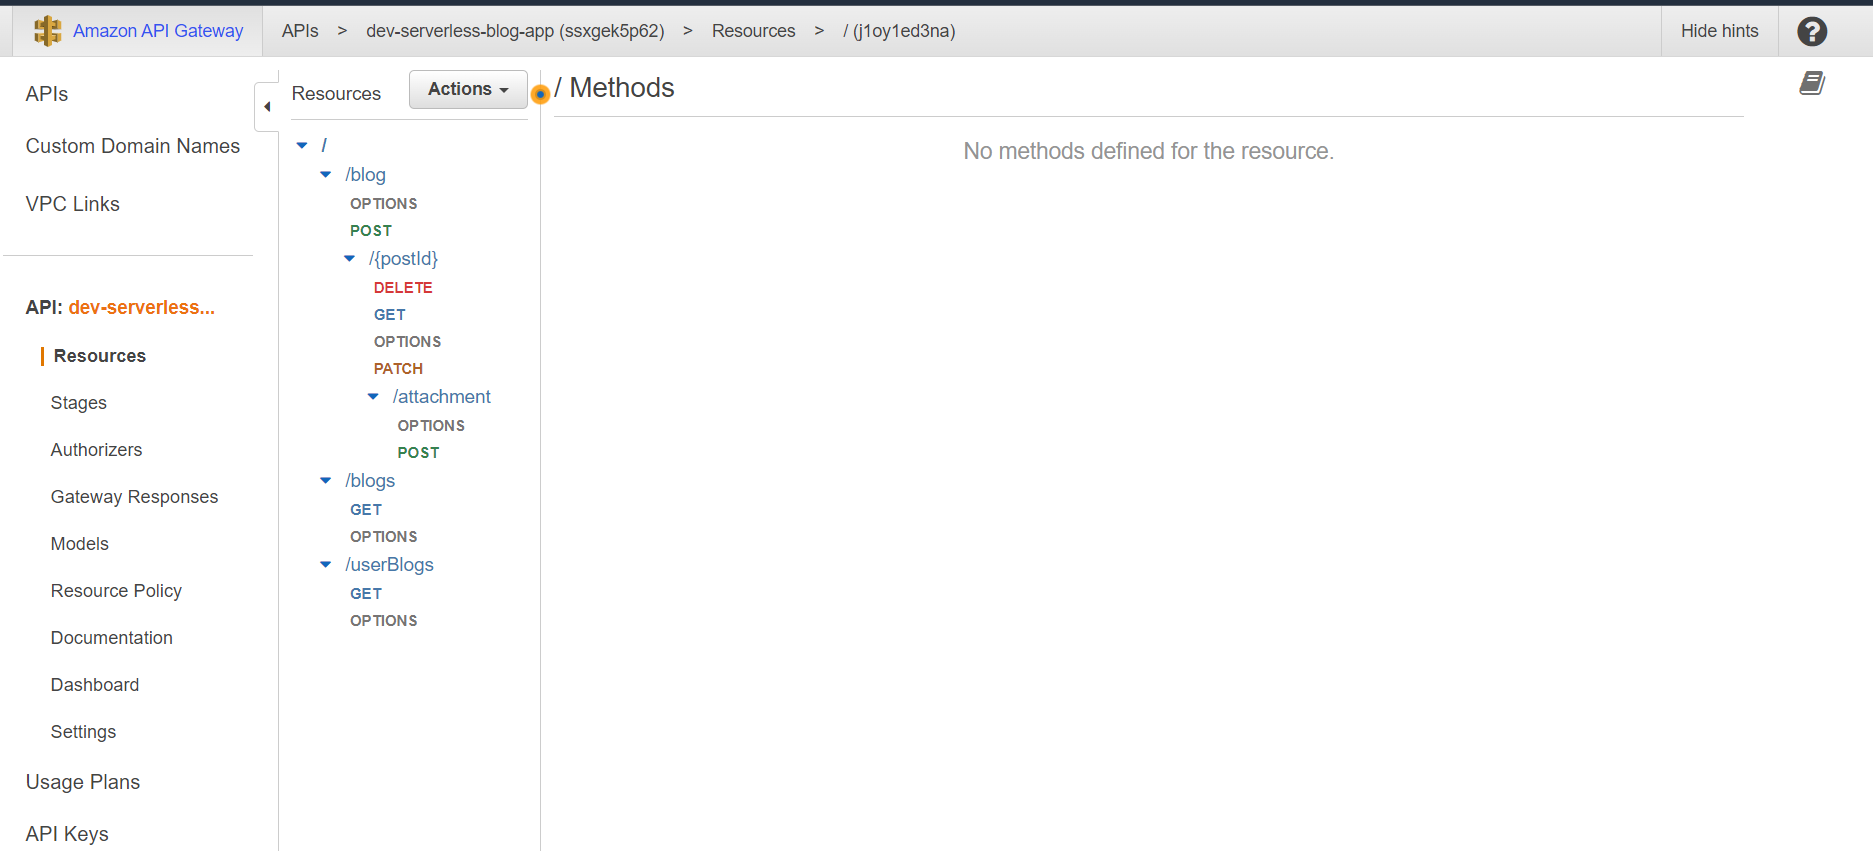 Amazon API Gateway
APIs > dev-serverless-blog-app (ssxgek5p62) > Resources > / (j1oy1ed3na)
Hide hints
?
APIs
Custom Domain Names
VPC Links
API: dev-serverless...
Resources
Stages
Authorizers
Gateway Responses
Models
Resource Policy
Documentation
Dashboard
Settings
Usage Plans
API Keys
Resources
Actions
/
/blog
OPTIONS
POST
/{postId}
DELETE
GET
OPTIONS
PATCH
/attachment
OPTIONS
POST
/blogs
GET
OPTIONS
/userBlogs
GET
OPTIONS
/ Methods
No methods defined for the resource.